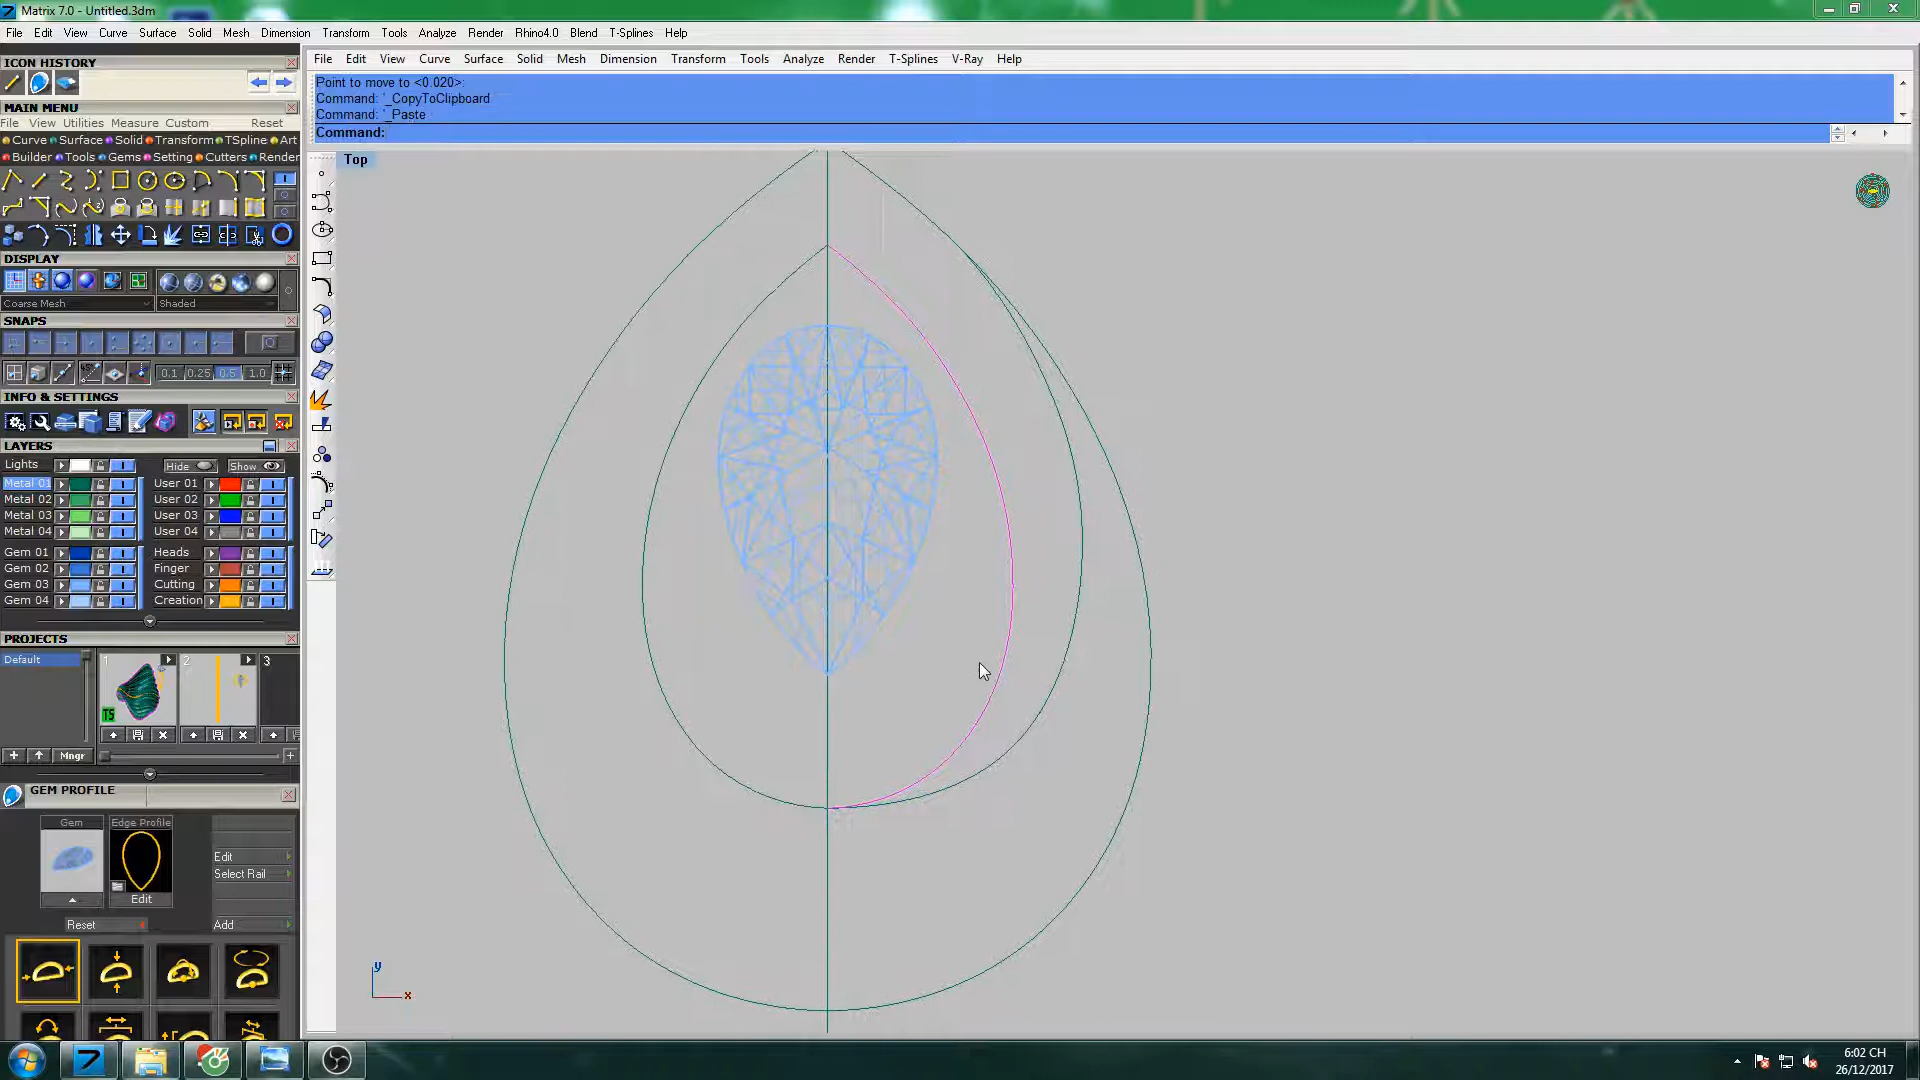 Matrix 7.0 - Untitled.3dm
File Edit View Curve Surface Solid Mesh Dimension Transform Tools Analyze Render Rhino4.0 Blend T-Splines Help
ICON HISTORY
File Edit View Curve Surface Solid Mesh Dimension Transform Tools Analyze Render T-Splines V-Ray Help
Point to move to <0.020>:
Command: '_CopyToClipboard
Command: '_Paste
Command:
MAIN MENU
File View Utilities Measure Custom Reset
Curve Surface Solid Transform TSpline Art
Builder Tools Gems Setting Cutters Render
Top
DISPLAY
Coarse Mesh Shaded
SNAPS
0.1 0.25 0.5 1.0
INFO & SETTINGS
LAYERS
Lights Hide Show
Metal 01 User 01
Metal 02 User 02
Metal 03 User 03
Metal 04 User 04
Gem 01 Heads
Gem 02 Finger
Gem 03 Cutting
Gem 04 Creation
PROJECTS
Default 1 2 3
TS
Mngr
GEM PROFILE
Gem Edge Profile
Edit
Select Rail
Edit
Reset Add
y
x
6:02 CH
26/12/2017